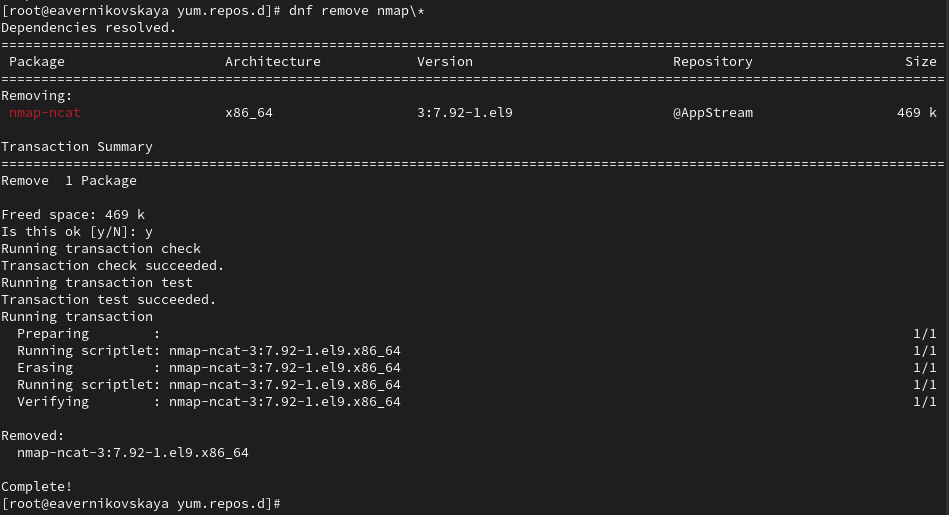 [root@eavernikovskaya yum.repos.d]# dnf remove nmap\*
Dependencies resolved.
======================================================================================================================
 Package                    Architecture            Version                         Repository                   Size
======================================================================================================================
Removing:
 nmap-ncat                  x86_64                  3:7.92-1.el9                    @AppStream                  469 k

Transaction Summary
======================================================================================================================
Remove  1 Package

Freed space: 469 k
Is this ok [y/N]: y
Running transaction check
Transaction check succeeded.
Running transaction test
Transaction test succeeded.
Running transaction
  Preparing        :                                                                                              1/1
  Running scriptlet: nmap-ncat-3:7.92-1.el9.x86_64                                                                1/1
  Erasing          : nmap-ncat-3:7.92-1.el9.x86_64                                                                1/1
  Running scriptlet: nmap-ncat-3:7.92-1.el9.x86_64                                                                1/1
  Verifying        : nmap-ncat-3:7.92-1.el9.x86_64                                                                1/1

Removed:
  nmap-ncat-3:7.92-1.el9.x86_64

Complete!
[root@eavernikovskaya yum.repos.d]#